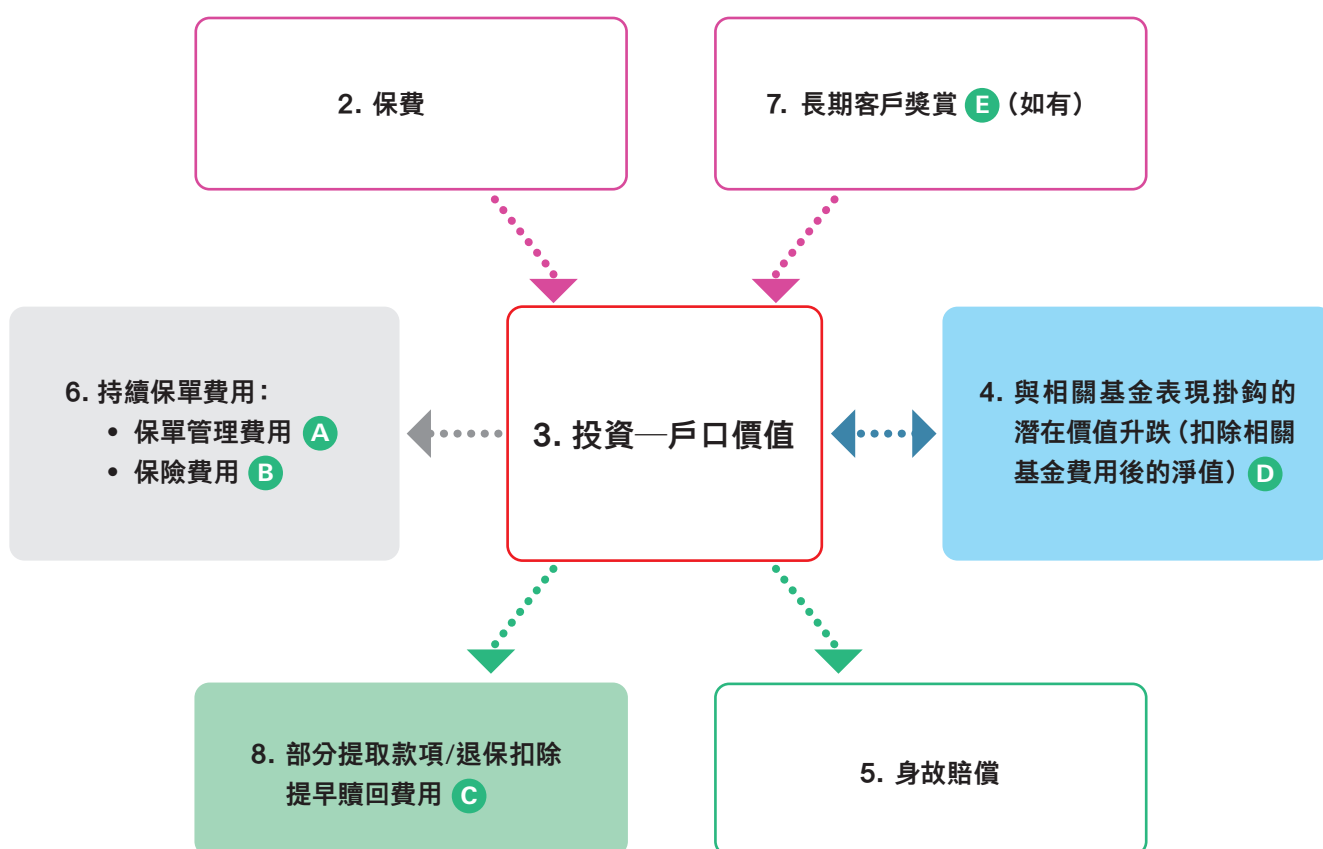 2. 保費
7. 長期客戶獎賞 E (如有)
6. 持續保單費用：
• 保單管理費用 A
• 保險費用 B
3. 投資—戶口價值
4. 與相關基金表現掛鈎的
潛在價值升跌(扣除相關
基金費用後的淨值) D
8. 部分提取款項/退保扣除
提早贖回費用 C
5. 身故賠償